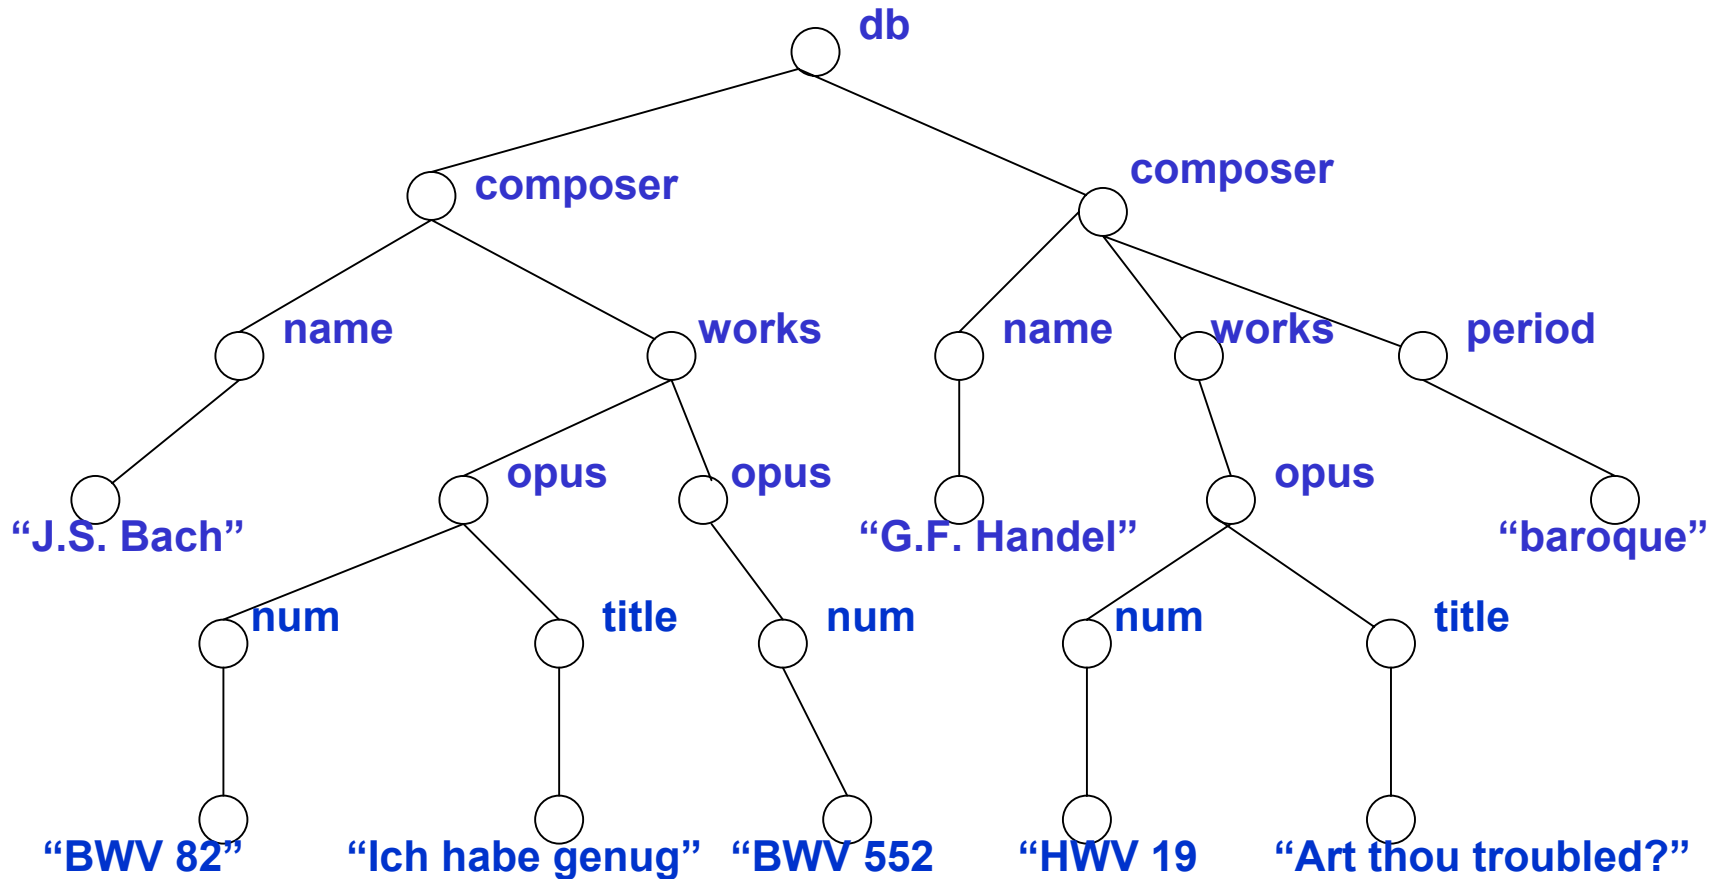 db
composer
composer
name
works
name
works
period
opus
opus
opus
“J.S. Bach”
“G.F. Handel”
“baroque”
num
title
num
num
title
“BWV 82”
“Ich habe genug”
“BWV 552
“HWV 19
“Art thou troubled?”